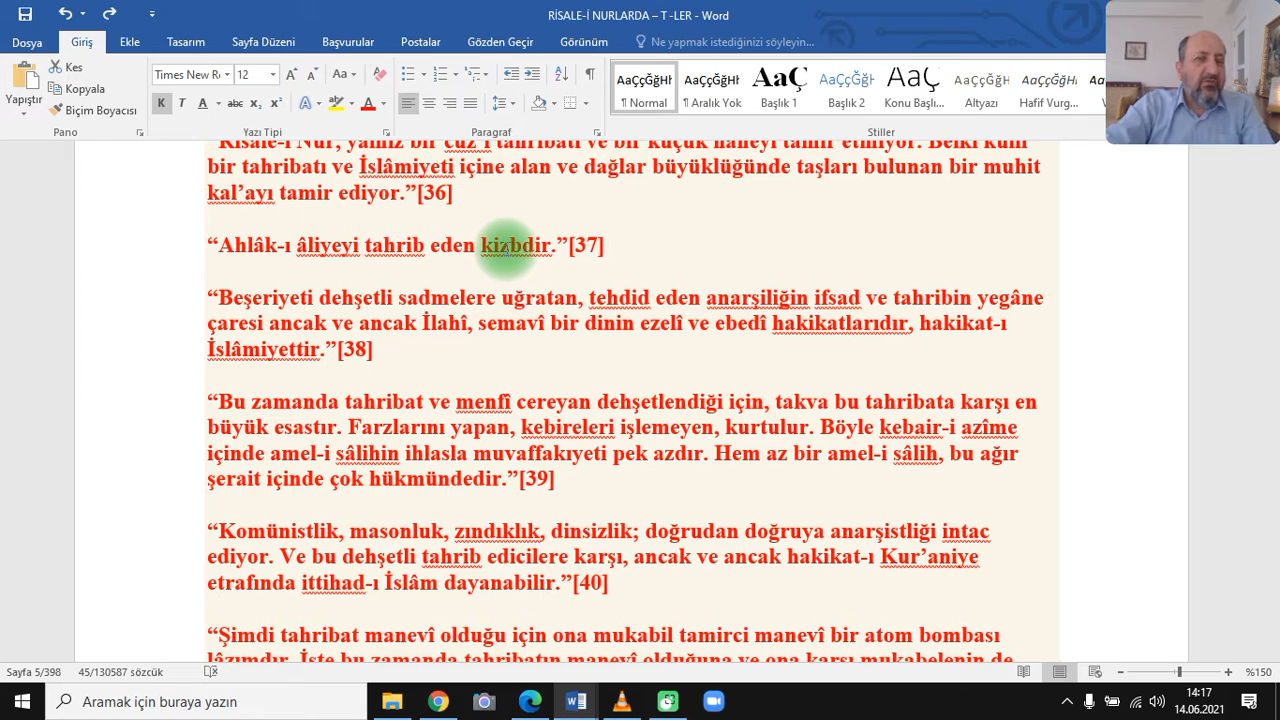 RİSALE-İ NURLARDA – T -LER - Word
Dosya Giriş Ekle Tasarım Sayfa Düzeni Başvurular Postalar Gözden Geçir Görünüm Ne yapmak istediğinizi söyleyin...
Yapıştır
Kes
Kopyala
Biçim Boyacısı
Times New Ro 12
AaÇçĞğHł AaÇçĞğHł AaÇ AaÇçĞğHł AaÇç AaÇçĞğHł AaÇçĞğHł
¶ Normal ¶ Aralık Yok Başlık 1 Başlık 2 Konu Başlı... Altyazı Hafif Vurg...
Pano Yazı Tipi Paragraf Stiller
“Risale-i Nur, yalnız bir cüz’î tahribatı ve bir küçük haneyi tamir etmiyor. Belki küllî
bir tahribatı ve İslâmiyeti içine alan ve dağlar büyüklüğünde taşları bulunan bir muhit
kal’ayı tamir ediyor.”[36]
“Ahlâk-ı âliyeyi tahrib eden kizbdir.”[37]
“Beşeriyeti dehşetli sadmelere uğratan, tehdid eden anarşiliğin ifsad ve tahribin yegâne
çaresi ancak ve ancak İlahî, semavî bir dinin ezelî ve ebedî hakikatlarıdır, hakikat-ı
İslâmiyettir.”[38]
“Bu zamanda tahribat ve menfî cereyan dehşetlendiği için, takva bu tahribata karşı en
büyük esastır. Farzlarını yapan, kebireleri işlemeyen, kurtulur. Böyle kebair-i azîme
içinde amel-i sâlihin ihlasla muvaffakıyeti pek azdır. Hem az bir amel-i sâlih, bu ağır
şerait içinde çok hükmündedir.”[39]
“Komünistlik, masonluk, zındıklık, dinsizlik; doğrudan doğruya anarşistliği intac
ediyor. Ve bu dehşetli tahrib edicilere karşı, ancak ve ancak hakikat-ı Kur’aniye
etrafında ittihad-ı İslâm dayanabilir.”[40]
“Şimdi tahribat manevî olduğu için ona mukabil tamirci manevî bir atom bombası
lâzımdır. İşte bu zamanda tahribatın manevî olduğuna ve ona karşı mukabelenin de
Sayfa 5/398 45/130587 sözcük %150
Aramak için buraya yazın
14:17
14.06.2021